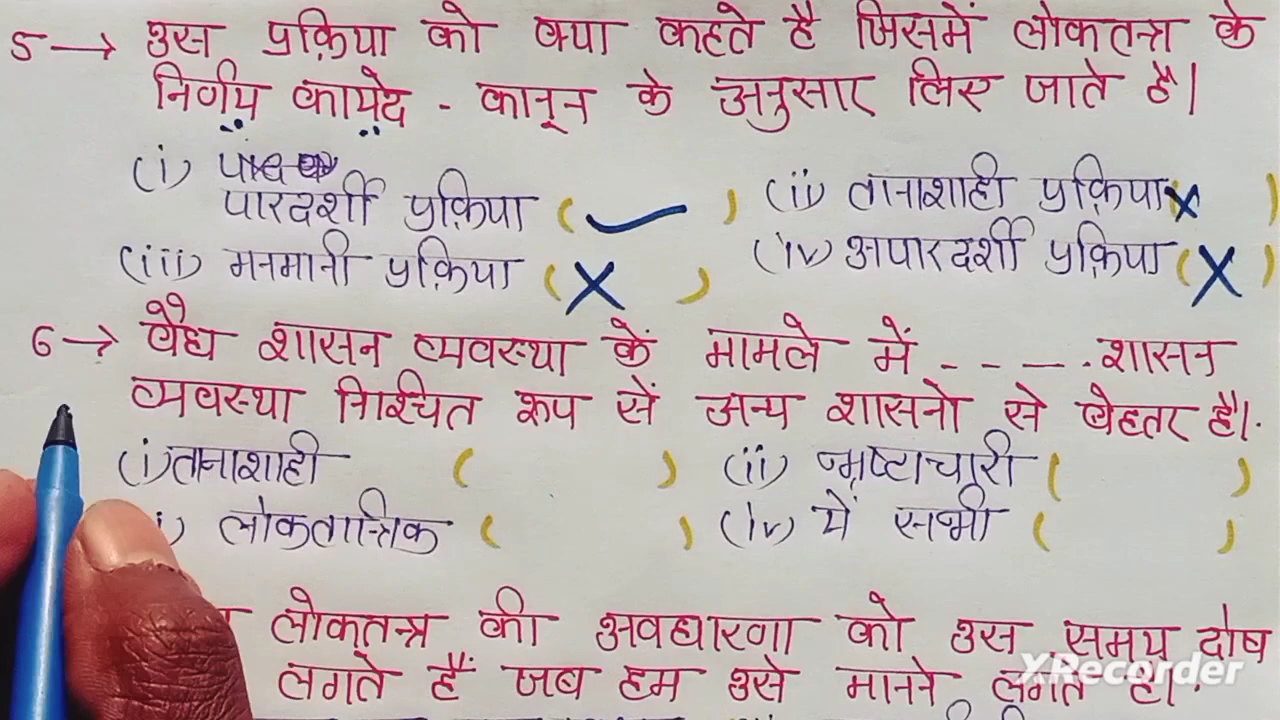 5→ उस प्रक्रिया को क्या कहते है जिसमें लोकतन्त्र के
निर्णय कायदे - कानून के अनुसार लिए जाते है।
(i) पारदर्शी प्रक्रिया ( ✓ ) (ii) तानाशाही प्रक्रिया ( X )
(iii) मनमानी प्रक्रिया ( X ) (iv) अपारदर्शी प्रक्रिया ( X )
6→ वैध शासन व्यवस्था के मामले में - - - - . शासन
व्यवस्था निश्चित रूप सें अन्य शासनो से बेहतर है।.
(i) तानाशाही ( ) (ii) भ्रष्टाचारी ( )
) लोकतान्त्रिक ( ) (iv) ये सभी ( )
लोकतन्त्र की अवधारणा को उस समय दोष
लगते हैं जब हम उसे मानने लगते है।.
XRecorder